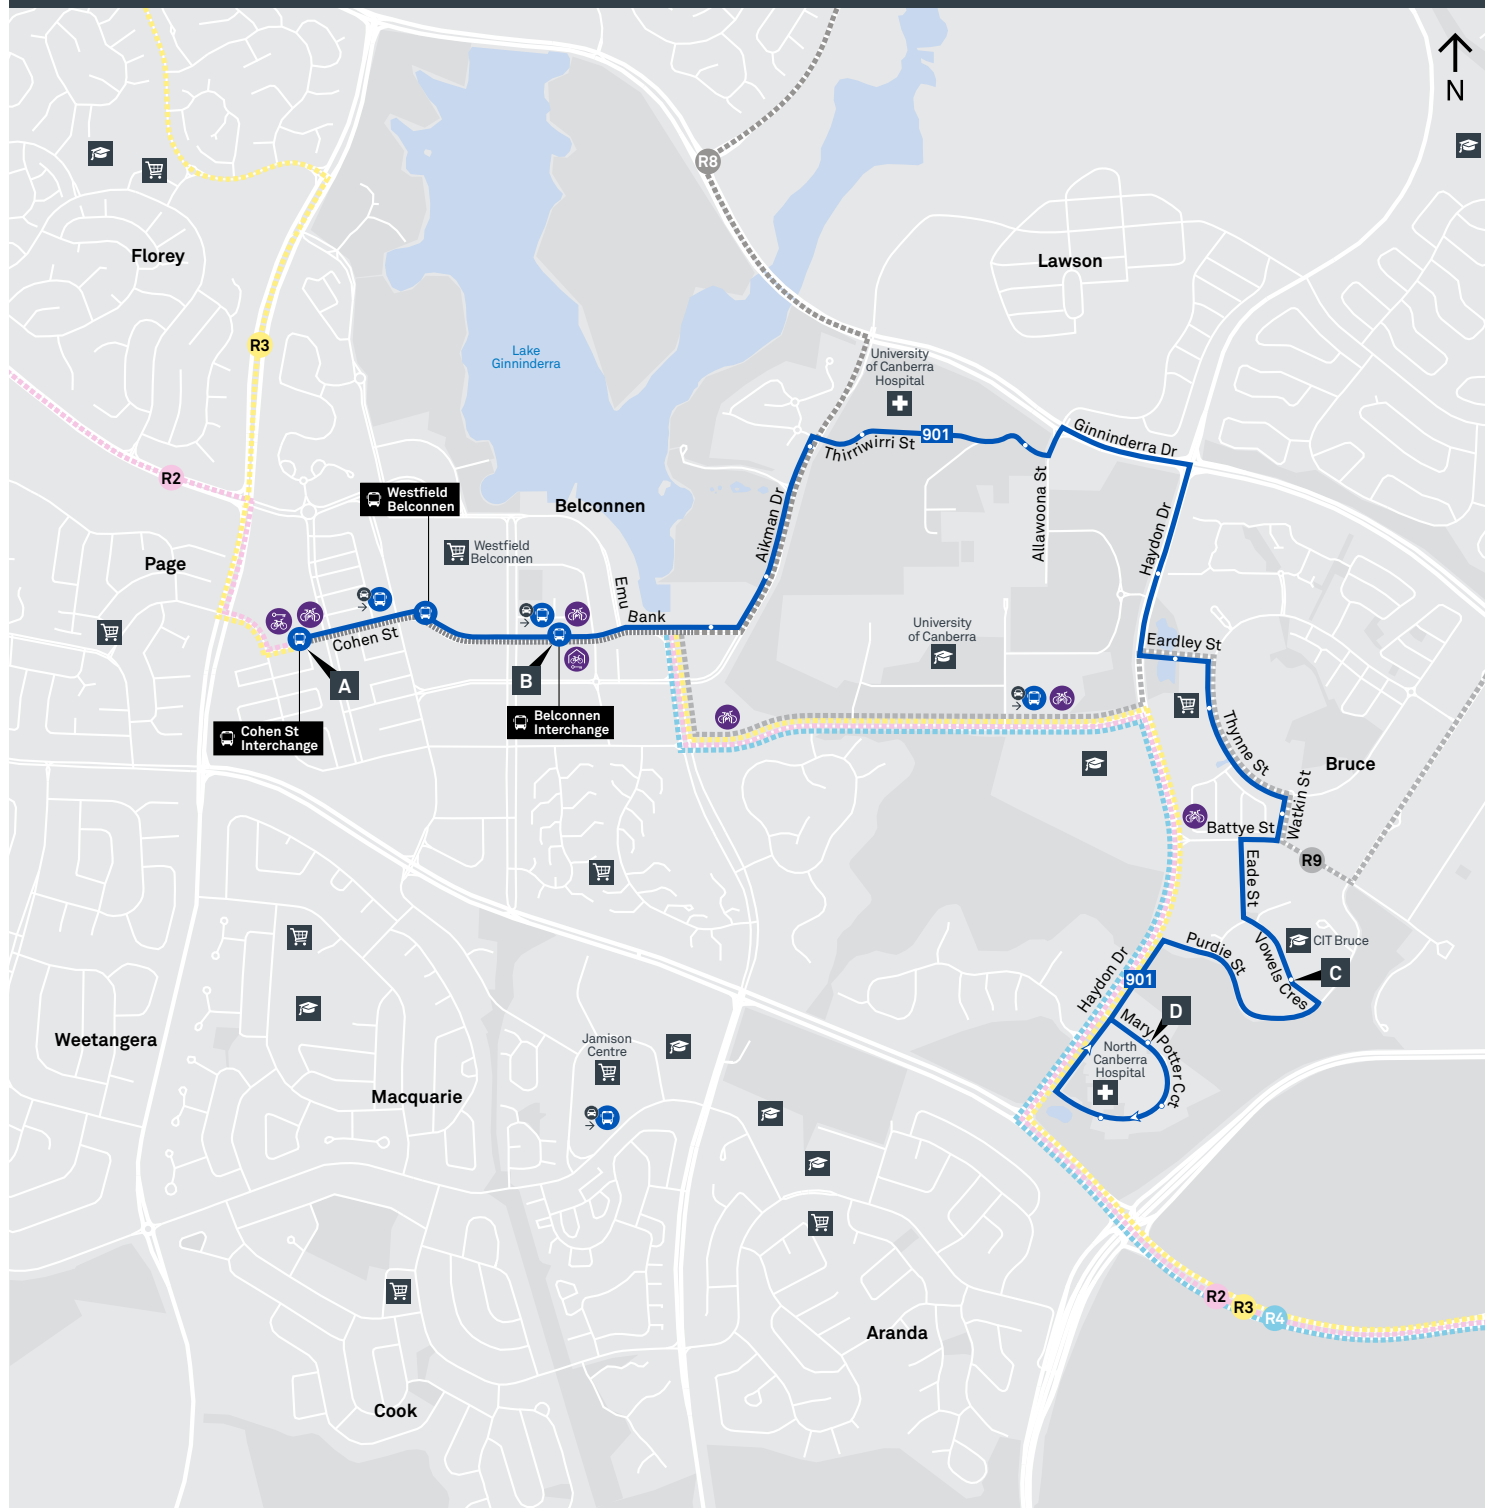 N
R8
Florey
Lawson
R3
Lake
Ginninderra
University
of Canberra
Hospital
901
Ginninderra Dr
Thirriwirri St
R2
Westfield
Belconnen
Belconnen
Allawoona St
Aikman Dr
Haydon Dr
Westfield
Belconnen
Page
Emu
Bank
Cohen St
University
of Canberra
Eardley St
A
B
Cohen St
Interchange
Belconnen
Interchange
Thynne St
Bruce
Watkin St
Battye St
R9
Eade St
CIT Bruce
Purdie St
Vowels Cres
C
Haydon Dr
901
D
Mary Potter Cct
North
Canberra
Hospital
Weetangera
Jamison
Centre
Macquarie
R2
R3
R4
Aranda
Cook